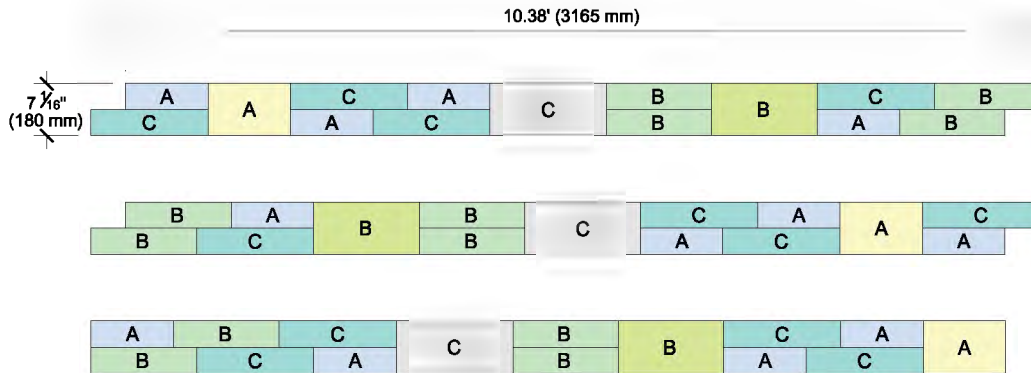 10.38' (3165 mm)
7 1⁄16"
(180 mm)
A A C A C B B C B
C A C B A B
B A B B C C A A C
B C B A C A
A B C C B B C A A
B C A B A C